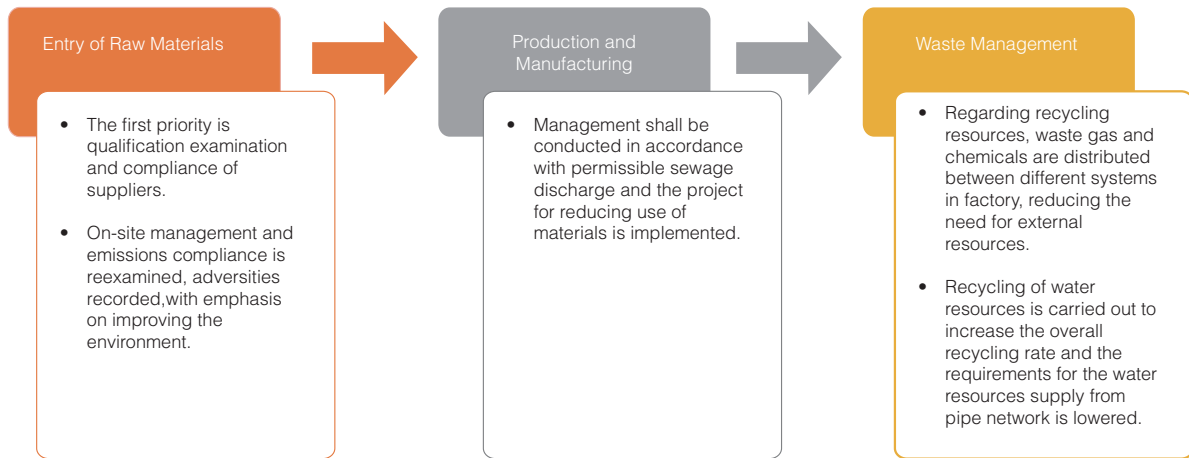 Entry of Raw Materials
• The first priority is
qualification examination
and compliance of
suppliers.
• On-site management and
emissions compliance is
reexamined, adversities
recorded,with emphasis
on improving the
environment.
Production and
Manufacturing
• Management shall be
conducted in accordance
with permissible sewage
discharge and the project
for reducing use of
materials is implemented.
Waste Management
• Regarding recycling
resources, waste gas and
chemicals are distributed
between different systems
in factory, reducing the
need for external
resources.
• Recycling of water
resources is carried out to
increase the overall
recycling rate and the
requirements for the water
resources supply from
pipe network is lowered.